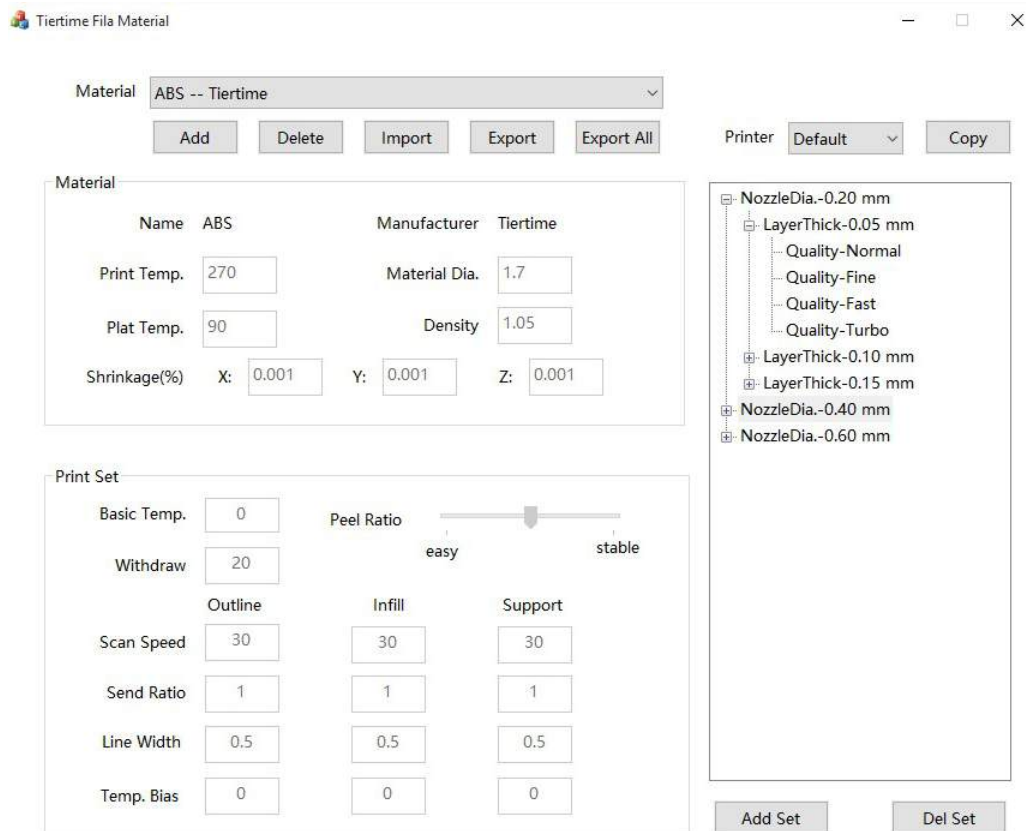 Tiertime Fila Material
Material ABS -- Tiertime
Add Delete Import Export Export All
Printer Default Copy
Material
Name ABS Manufacturer Tiertime
Print Temp. 270 Material Dia. 1.7
Plat Temp. 90 Density 1.05
Shrinkage(%) X: 0.001 Y: 0.001 Z: 0.001
Print Set
Basic Temp. 0 Peel Ratio
easy stable
Withdraw 20
Outline Infill Support
Scan Speed 30 30 30
Send Ratio 1 1 1
Line Width 0.5 0.5 0.5
Temp. Bias 0 0 0
NozzleDia.-0.20 mm
LayerThick-0.05 mm
Quality-Normal
Quality-Fine
Quality-Fast
Quality-Turbo
LayerThick-0.10 mm
LayerThick-0.15 mm
NozzleDia.-0.40 mm
NozzleDia.-0.60 mm
Add Set Del Set